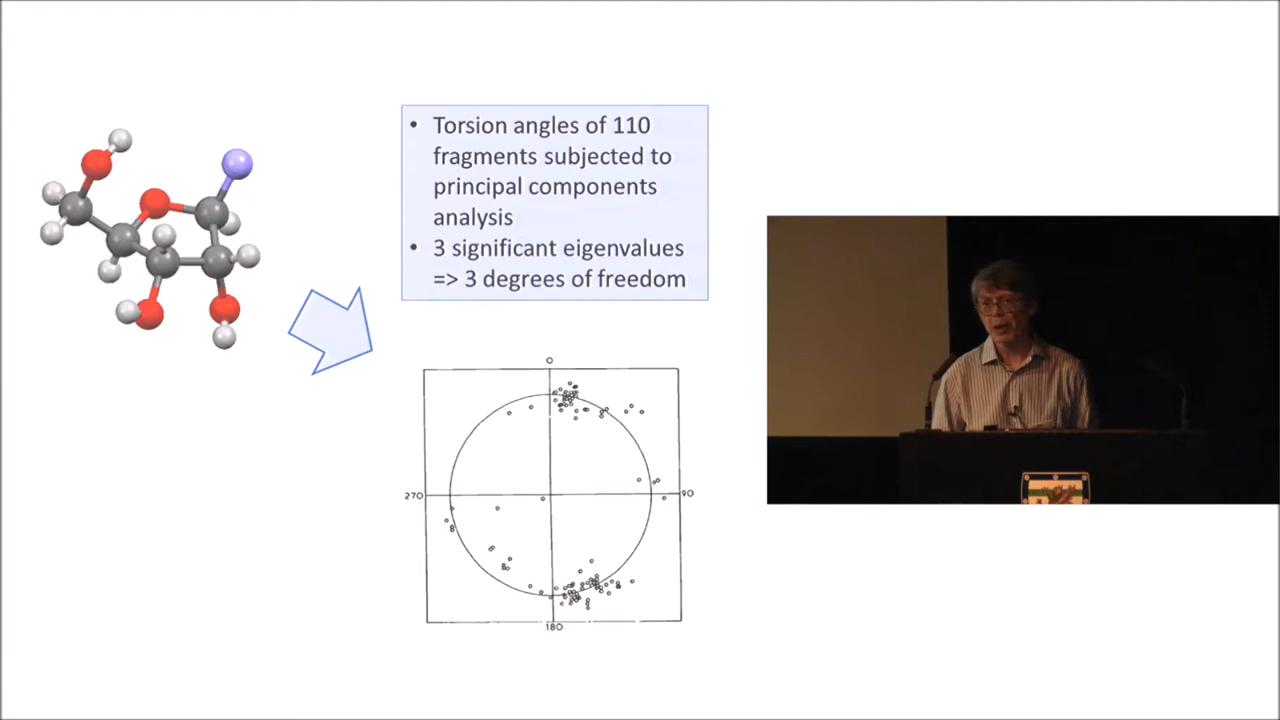 • Torsion angles of 110
fragments subjected to
principal components
analysis
• 3 significant eigenvalues
=> 3 degrees of freedom
0
270
90
180